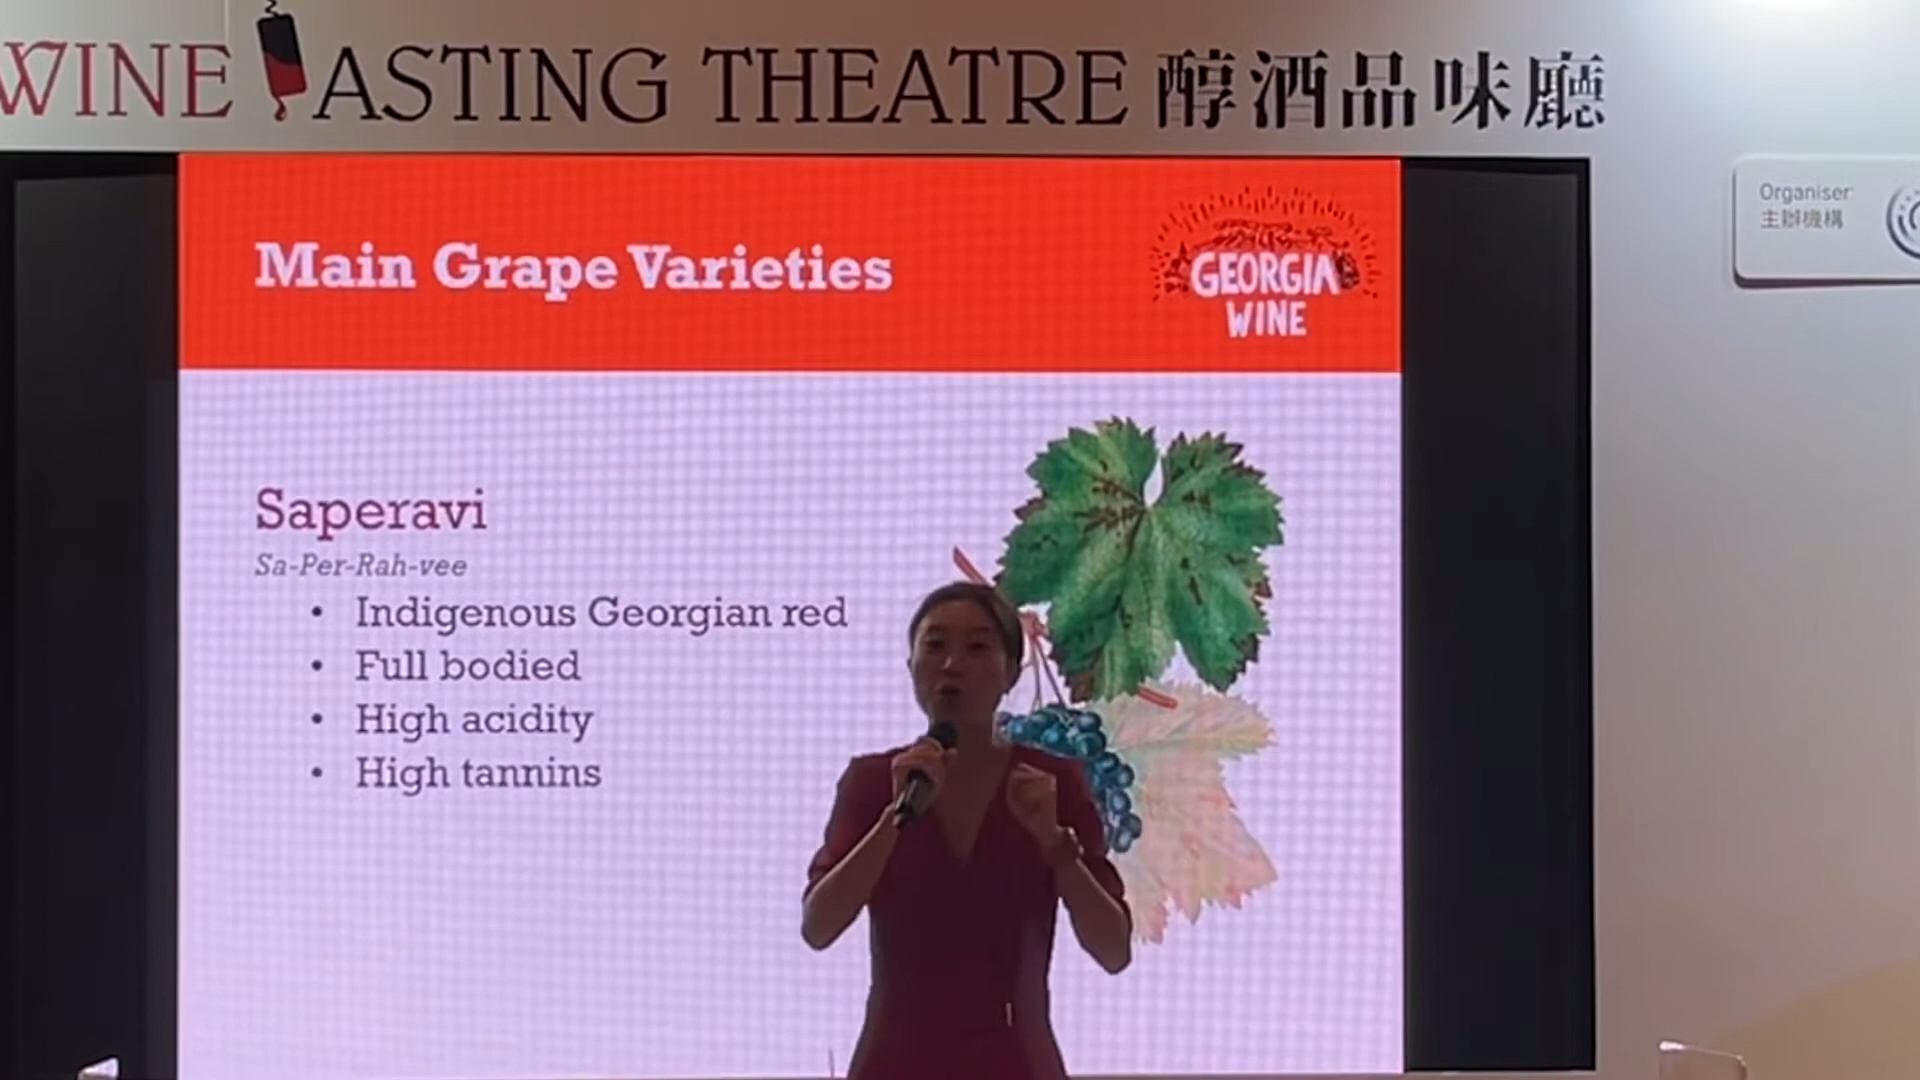 WINE TASTING THEATRE 醇酒品味廳
Organiser:
主辦機構
Main Grape Varieties
GEORGIA
WINE
Saperavi
Sa-Per-Rah-vee
• Indigenous Georgian red
• Full bodied
• High acidity
• High tannins